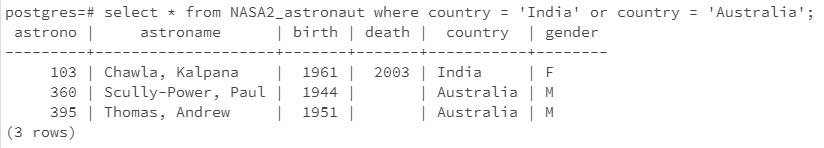 postgres=# select * from NASA2_astronaut where country = 'India' or country = 'Australia';
 astrono |     astroname      | birth | death |  country  | gender
---------+--------------------+-------+-------+-----------+--------
     103 | Chawla, Kalpana    |  1961 |  2003 | India     | F
     360 | Scully-Power, Paul |  1944 |       | Australia | M
     395 | Thomas, Andrew     |  1951 |       | Australia | M
(3 rows)